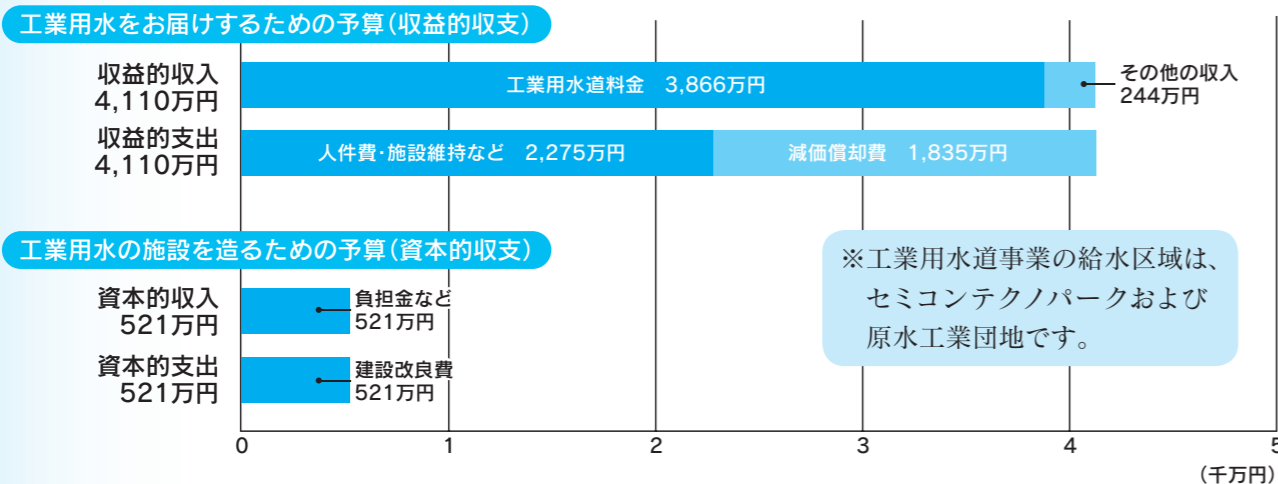 工業用水をお届けするための予算(収益的収支)
収益的収入
4,110万円
工業用水道料金 3,866万円
その他の収入
244万円
収益的支出
4,110万円
人件費・施設維持など 2,275万円
減価償却費 1,835万円
工業用水の施設を造るための予算(資本的収支)
資本的収入
521万円
負担金など
521万円
資本的支出
521万円
建設改良費
521万円
※工業用水道事業の給水区域は、
セミコンテクノパークおよび
原水工業団地です。
0 1 2 3 4 5
(千万円)